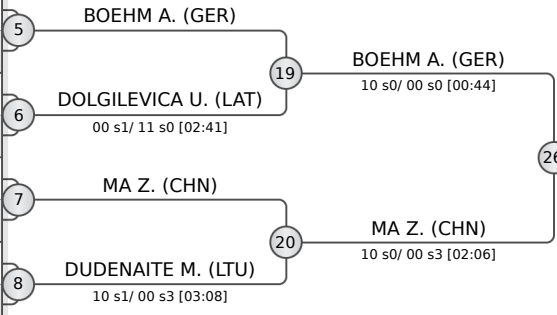 BOEHM A. (GER)
5
19
BOEHM A. (GER)
10 s0/ 00 s0 [00:44]
6
DOLGILEVICA U. (LAT)
00 s1/ 11 s0 [02:41]
26
7
MA Z. (CHN)
20
MA Z. (CHN)
10 s0/ 00 s3 [02:06]
8
DUDENAITE M. (LTU)
10 s1/ 00 s3 [03:08]